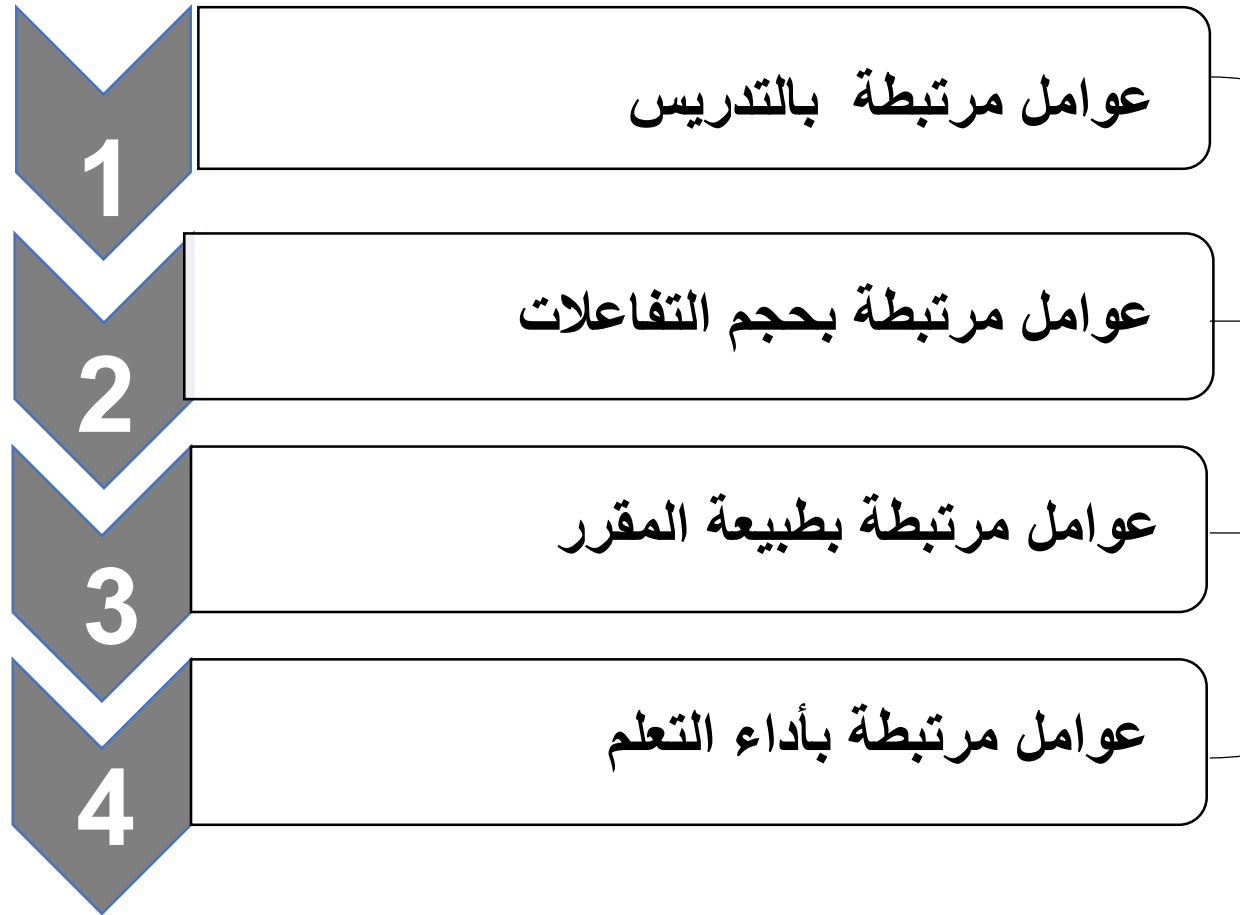 1
عوامل مرتبطة بالتدريس
2
عوامل مرتبطة بحجم التفاعلات
3
عوامل مرتبطة بطبيعة المقرر
4
عوامل مرتبطة بأداء التعلم